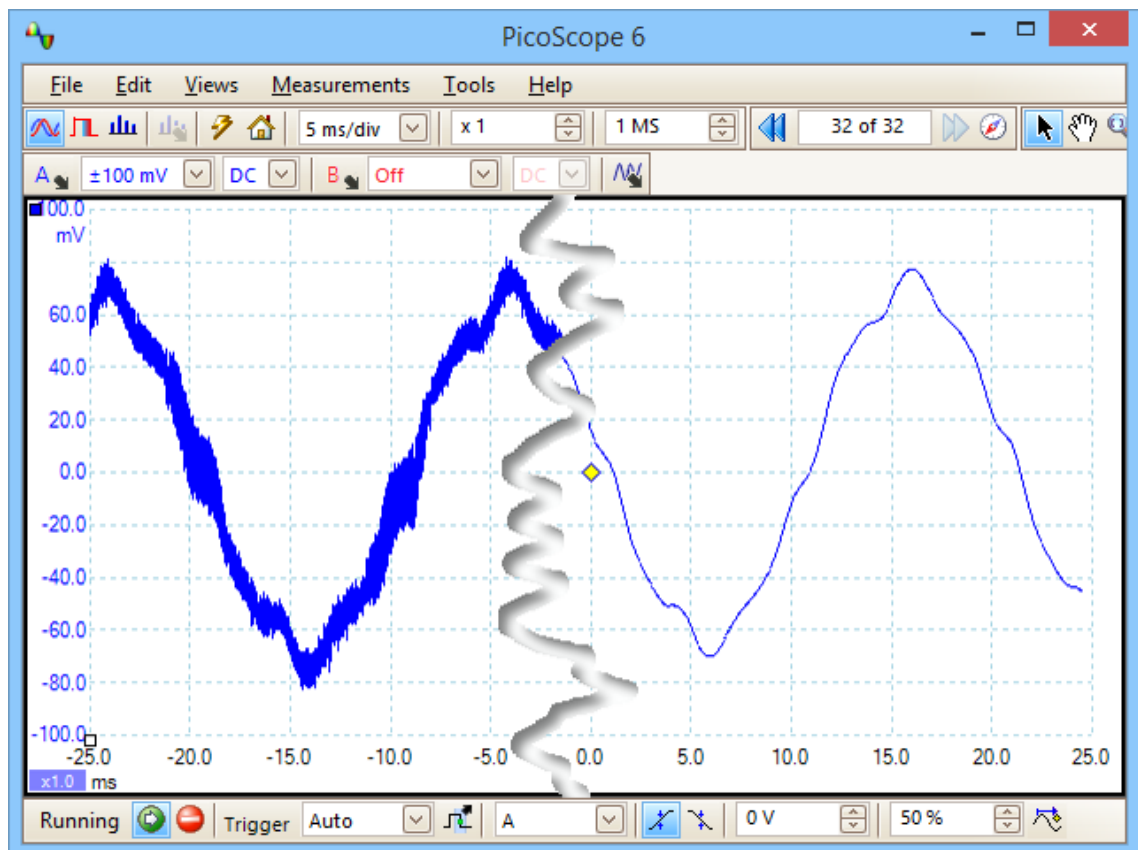 PicoScope 6
File Edit Views Measurements Tools Help
5 ms/div x 1 1 MS 32 of 32
A ±100 mV DC B Off DC
100.0
mV
60.0
40.0
20.0
0.0
-20.0
-40.0
-60.0
-80.0
-100.0
-25.0 -20.0 -15.0 -10.0 -5.0 0.0 5.0 10.0 15.0 20.0 25.0
x1.0 ms
Running Trigger Auto A 0 V 50 %